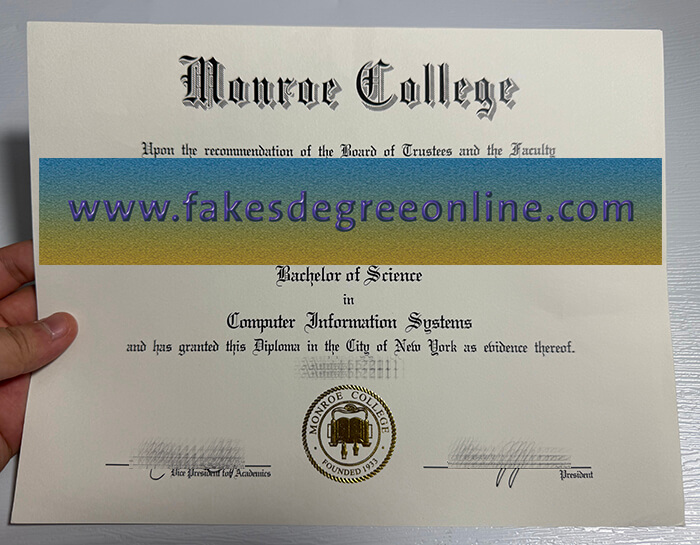 Monroe College
Upon the recommendation of the Board of Trustees and the Faculty
www.fakesdegreeonline.com
Bachelor of Science
in
Computer Information Systems
and has granted this Diploma in the City of New York as evidence thereof.
MONROE COLLEGE
FOUNDED 1933
Vice President for Academics
President